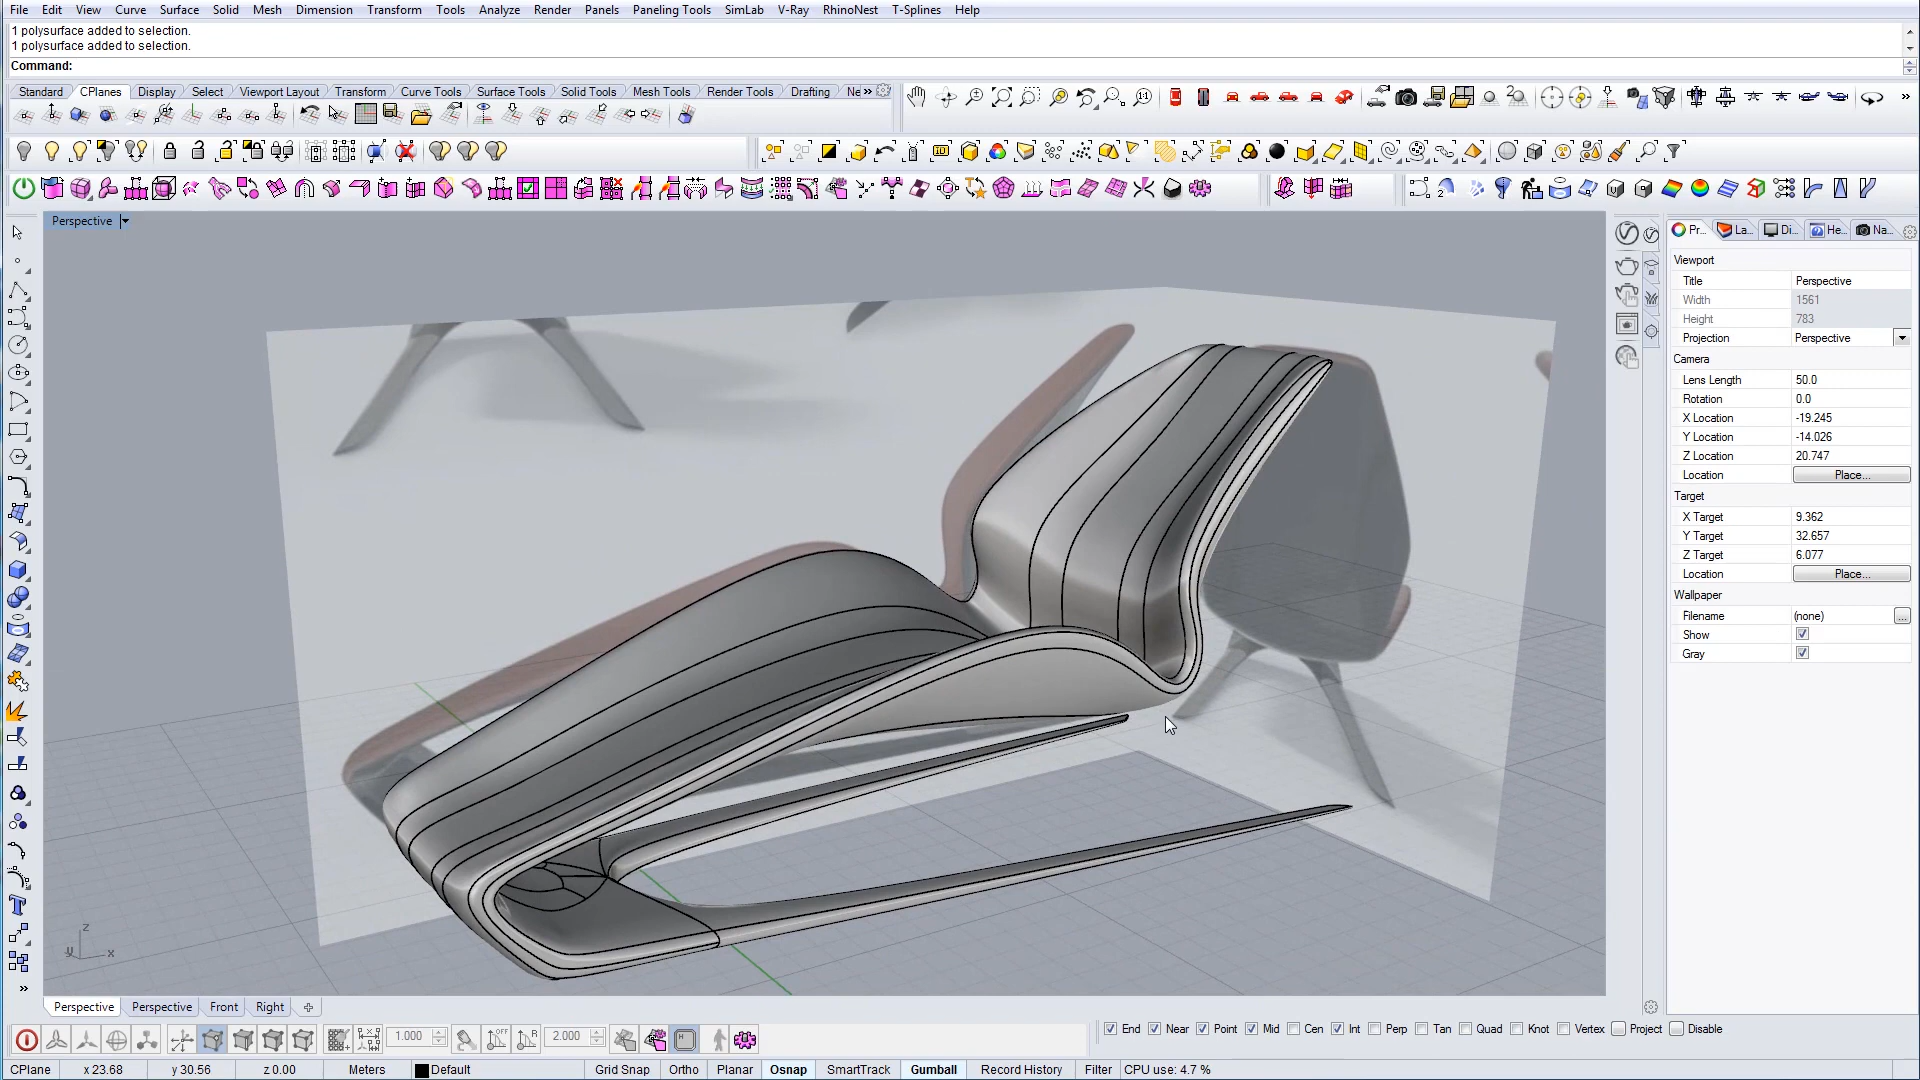 File Edit View Curve Surface Solid Mesh Dimension Transform Tools Analyze Render Panels Paneling Tools SimLab V-Ray RhinoNest T-Splines Help
1 polysurface added to selection.
1 polysurface added to selection.
Command:
Standard CPlanes Display Select Viewport Layout Transform Curve Tools Surface Tools Solid Tools Mesh Tools Render Tools Drafting Ne »
Perspective
Pr... La... Di... He... Na...
Viewport
Title Perspective
Width 1561
Height 783
Projection Perspective
Camera
Lens Length 50.0
Rotation 0.0
X Location -19.245
Y Location -14.026
Z Location 20.747
Location Place...
Target
X Target 9.362
Y Target 32.657
Z Target 6.077
Location Place...
Wallpaper
Filename (none) ...
Show
Gray
z
y x
Perspective Perspective Front Right
1.000 2.000
End Near Point Mid Cen Int Perp Tan Quad Knot Vertex Project Disable
CPlane x 23.68 y 30.56 z 0.00 Meters Default Grid Snap Ortho Planar Osnap SmartTrack Gumball Record History Filter CPU use: 4.7 %